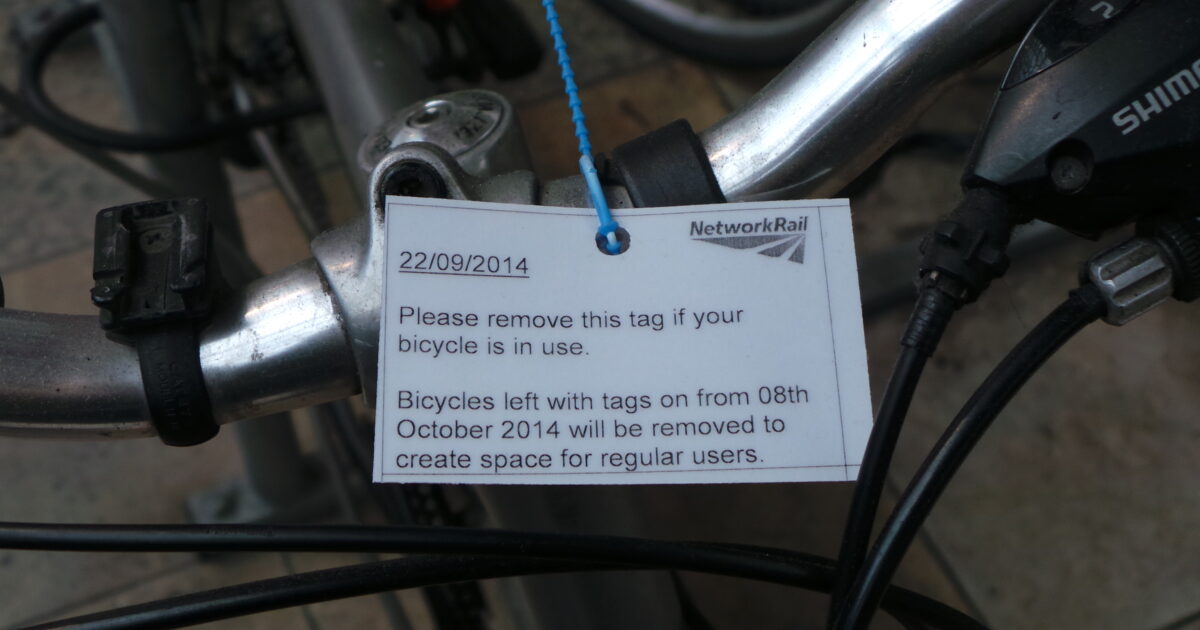 NetworkRail
22/09/2014
Please remove this tag if your
bicycle is in use.
Bicycles left with tags on from 08th
October 2014 will be removed to
create space for regular users.
2